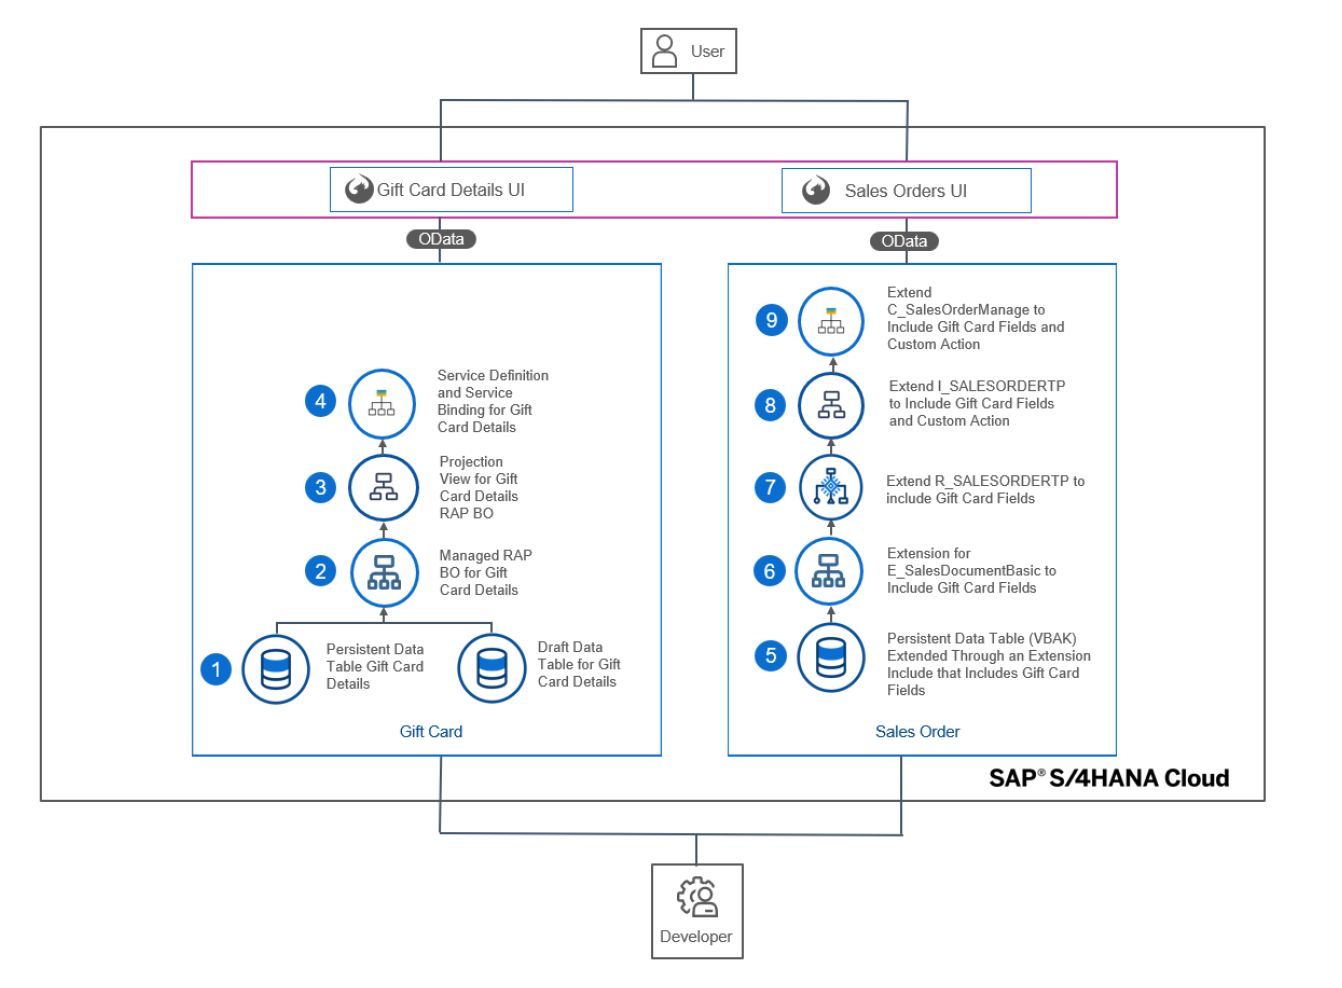 User
Gift Card Details UI
Sales Orders UI
OData
OData
4
Service Definition
and Service
Binding for Gift
Card Details
3
Projection
View for Gift
Card Details
RAP BO
2
Managed RAP
BO for Gift
Card Details
1
Persistent Data
Table Gift Card
Details
Draft Data
Table for Gift
Card Details
Gift Card
9
Extend
C_SalesOrderManage to
Include Gift Card Fields and
Custom Action
8
Extend I_SALESORDERTP
to Include Gift Card Fields
and Custom Action
7
Extend R_SALESORDERTP to
include Gift Card Fields
6
Extension for
E_SalesDocumentBasic to
Include Gift Card Fields
5
Persistent Data Table (VBAK)
Extended Through an Extension
Include that Includes Gift Card
Fields
Sales Order
SAP® S/4HANA Cloud
Developer